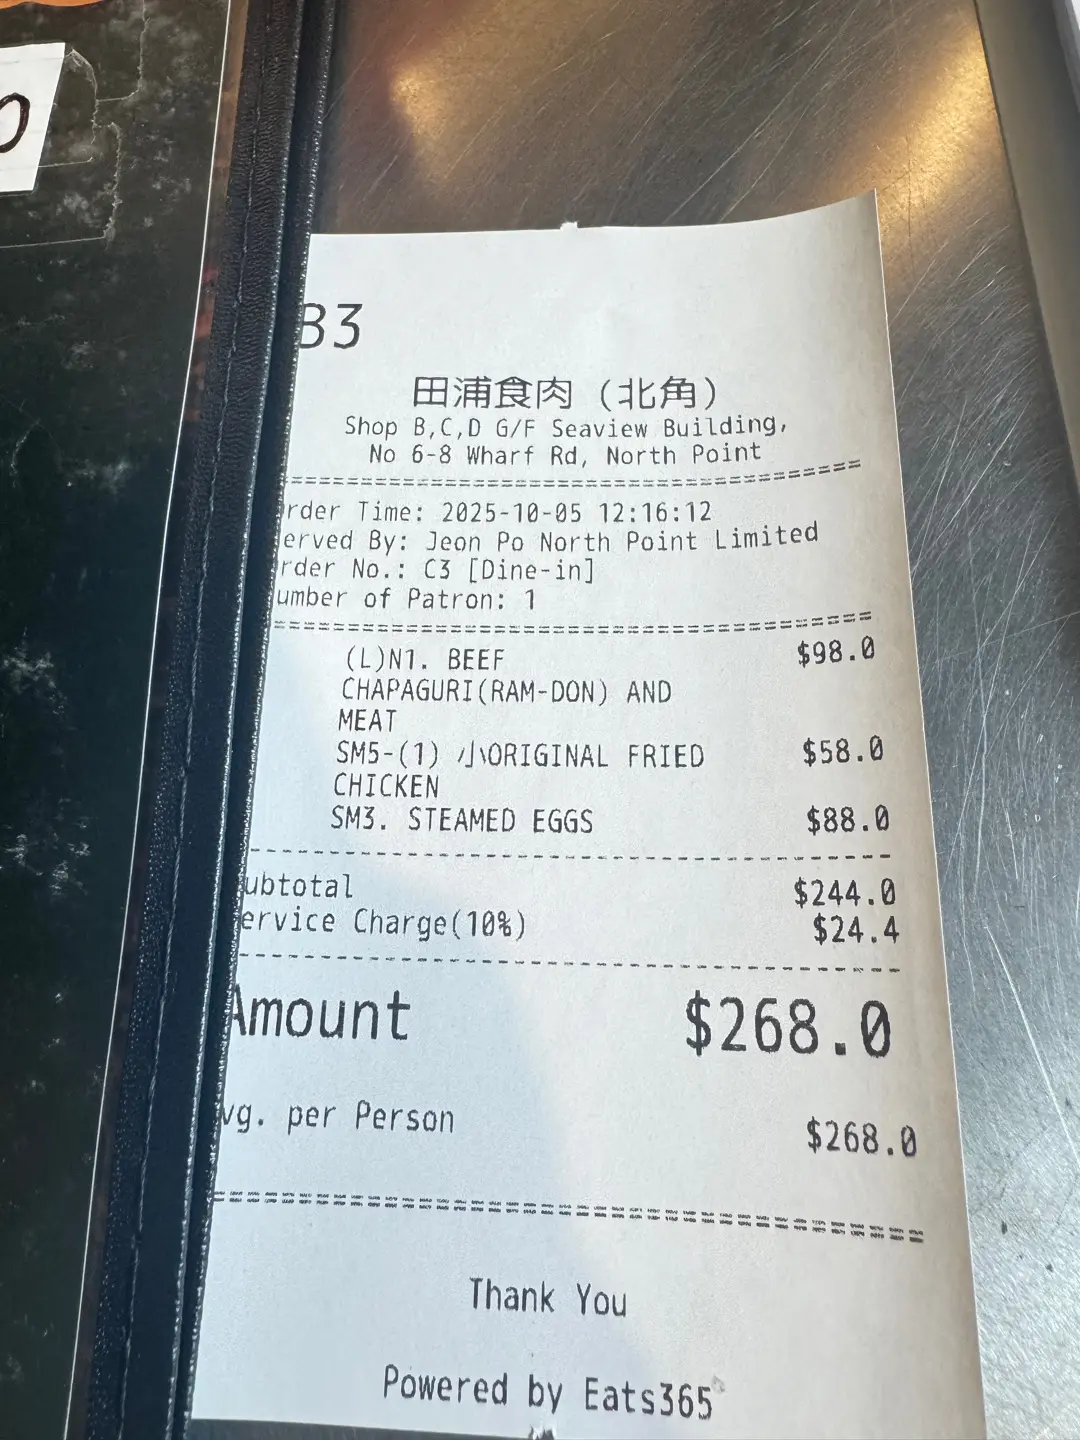 B3
田浦食肉 (北角)
Shop B,C,D G/F Seaview Building,
No 6-8 Wharf Rd, North Point
rder Time: 2025-10-05 12:16:12
erved By: Jeon Po North Point Limited
rder No.: C3 [Dine-in]
umber of Patron: 1
(L)N1. BEEF $98.0
CHAPAGURI(RAM-DON) AND
MEAT
SM5-(1) 小ORIGINAL FRIED $58.0
CHICKEN
SM3. STEAMED EGGS $88.0
ubtotal $244.0
ervice Charge(10%) $24.4
Amount $268.0
vg. per Person $268.0
Thank You
Powered by Eats365